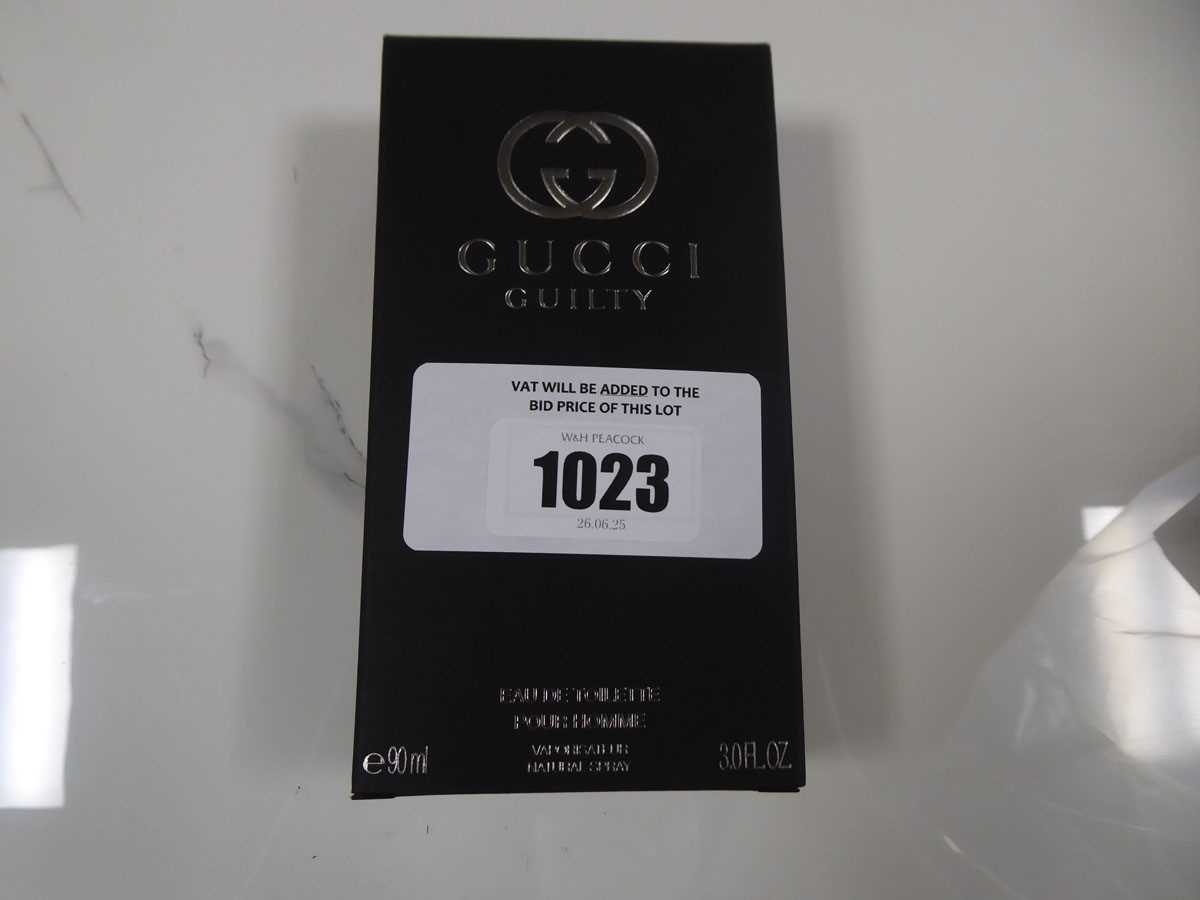 GUCCI
GUILTY
VAT WILL BE ADDED TO THE
BID PRICE OF THIS LOT
W&H PEACOCK
1023
26.06.25
EAU DE TOILETTE
POUR HOMME
VAPORISATEUR
NATURAL SPRAY
e 90 ml
3.0 FL.OZ.